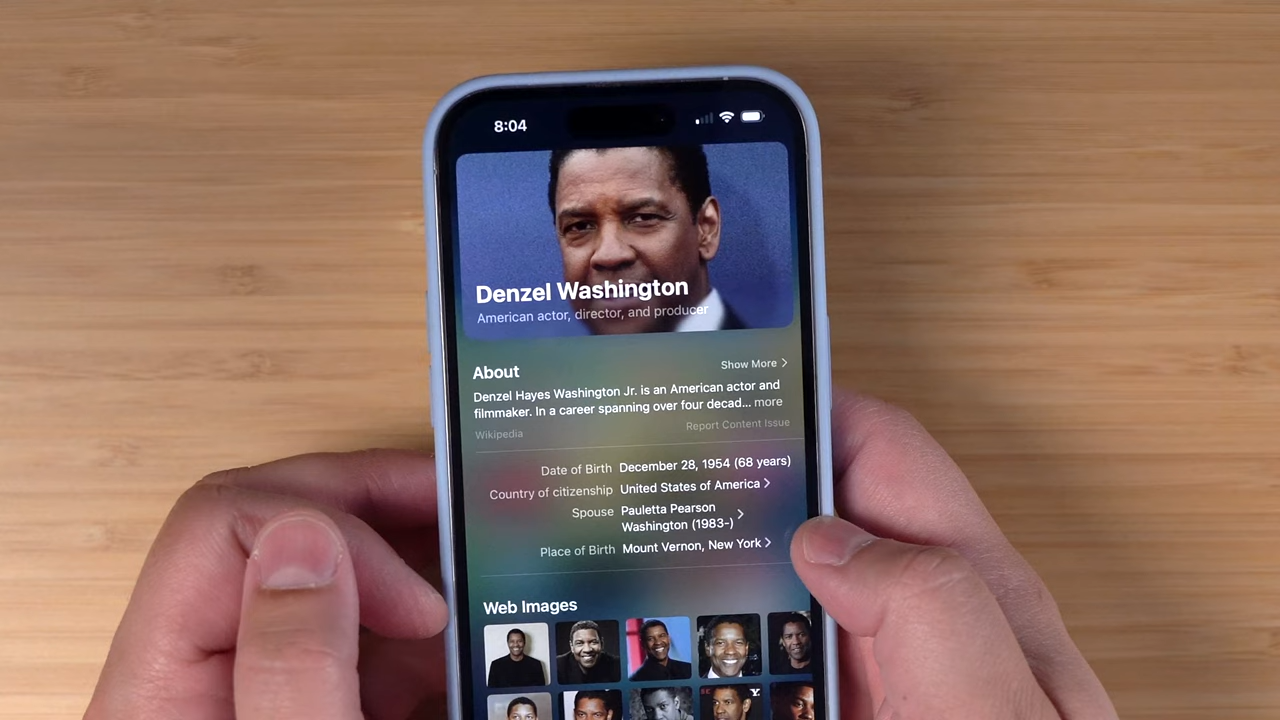 8:04
Denzel Washington
American actor, director, and producer
About
Show More
Denzel Hayes Washington Jr. is an American actor and
filmmaker. In a career spanning over four decad... more
Wikipedia
Report Content Issue
Date of Birth December 28, 1954 (68 years)
Country of citizenship United States of America
Spouse Pauletta Pearson
Washington (1983-)
Place of Birth Mount Vernon, New York
Web Images